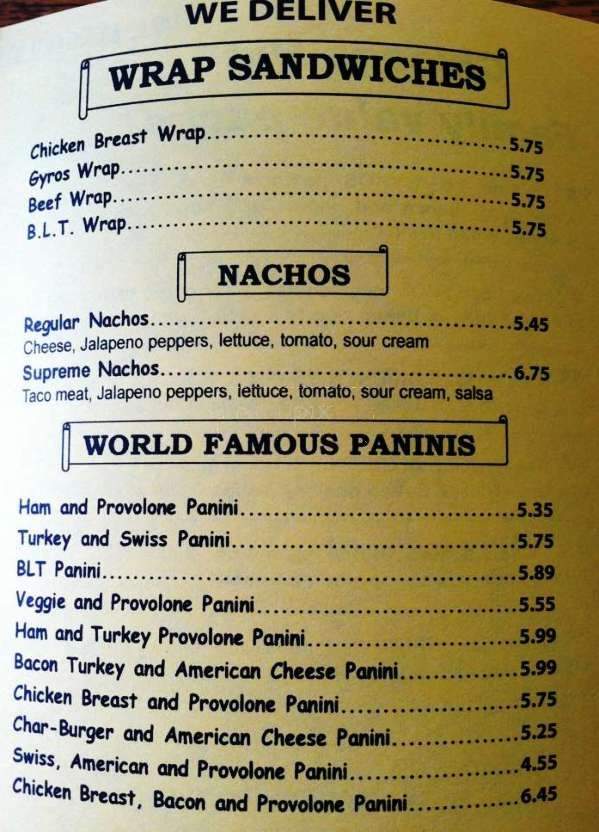 WE DELIVER
WRAP SANDWICHES
Chicken Breast Wrap..............................5.75
Gyros Wrap..............................5.75
Beef Wrap..............................5.75
B.L.T. Wrap..............................5.75
NACHOS
Regular Nachos..............................5.45
Cheese, Jalapeno peppers, lettuce, tomato, sour cream
Supreme Nachos..............................6.75
Taco meat, Jalapeno peppers, lettuce, tomato, sour cream, salsa
WORLD FAMOUS PANINIS
Ham and Provolone Panini..............................5.35
Turkey and Swiss Panini..............................5.75
BLT Panini..............................5.89
Veggie and Provolone Panini..............................5.55
Ham and Turkey Provolone Panini..............................5.99
Bacon Turkey and American Cheese Panini...............5.99
Chicken Breast and Provolone Panini....................5.75
Char-Burger and American Cheese Panini...............5.25
Swiss, American and Provolone Panini....................4.55
Chicken Breast, Bacon and Provolone Panini...............6.45